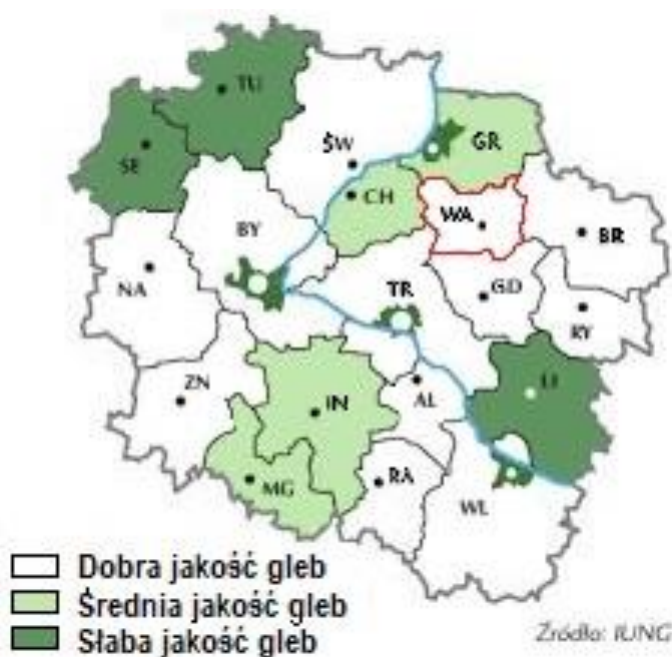 TU
SE
ŚW
GR
CH
WA
BY
BR
NA
TR
GD
RY
ZN
IN
AL
LI
MG
RA
WL
Dobra jakość gleb
Średnia jakość gleb
Słaba jakość gleb
Źródło: IUNG